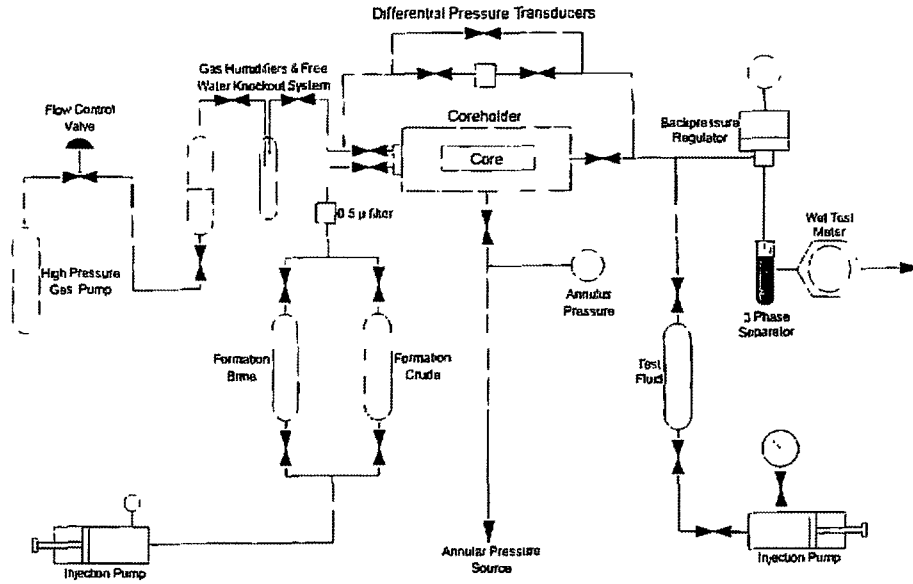 Differential Pressure Transducers
Gas Humidifiers & Free
Water Knockout System
Flow Control
Valve
Coreholder
Core
Backpressure
Regulator
0.5 µ filter
Wet Test
Meter
High Pressure
Gas Pump
Annulus
Pressure
3 Phase
Separator
Formation
Brine
Formation
Crude
Test
Fluid
Annular Pressure
Source
Injection Pump
Injection Pump